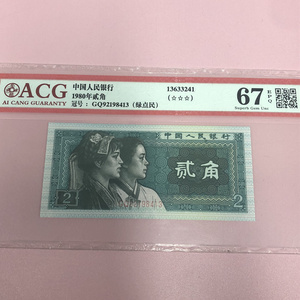 ACG
AI CANG GUARANTY
中国人民银行
1980年贰角
冠号：GQ92198413（绿点民）
13633241
(☆☆☆)
67 EPQ
Superb Gem Unc
中国人民银行
贰角
2
2